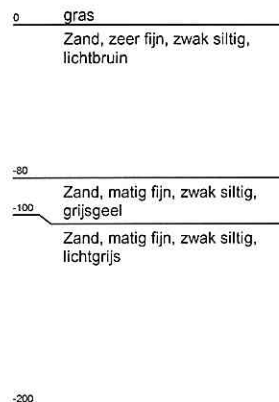 0 gras
Zand, zeer fijn, zwak siltig,
lichtbruin
-80
Zand, matig fijn, zwak siltig,
-100 grijsgeel
Zand, matig fijn, zwak siltig,
lichtgrijs
-200